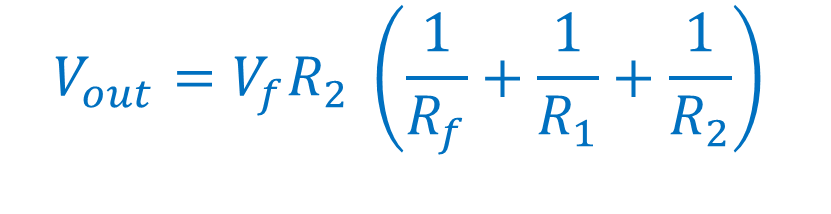 V_out = V_f R_2 (1/R_f + 1/R_1 + 1/R_2)